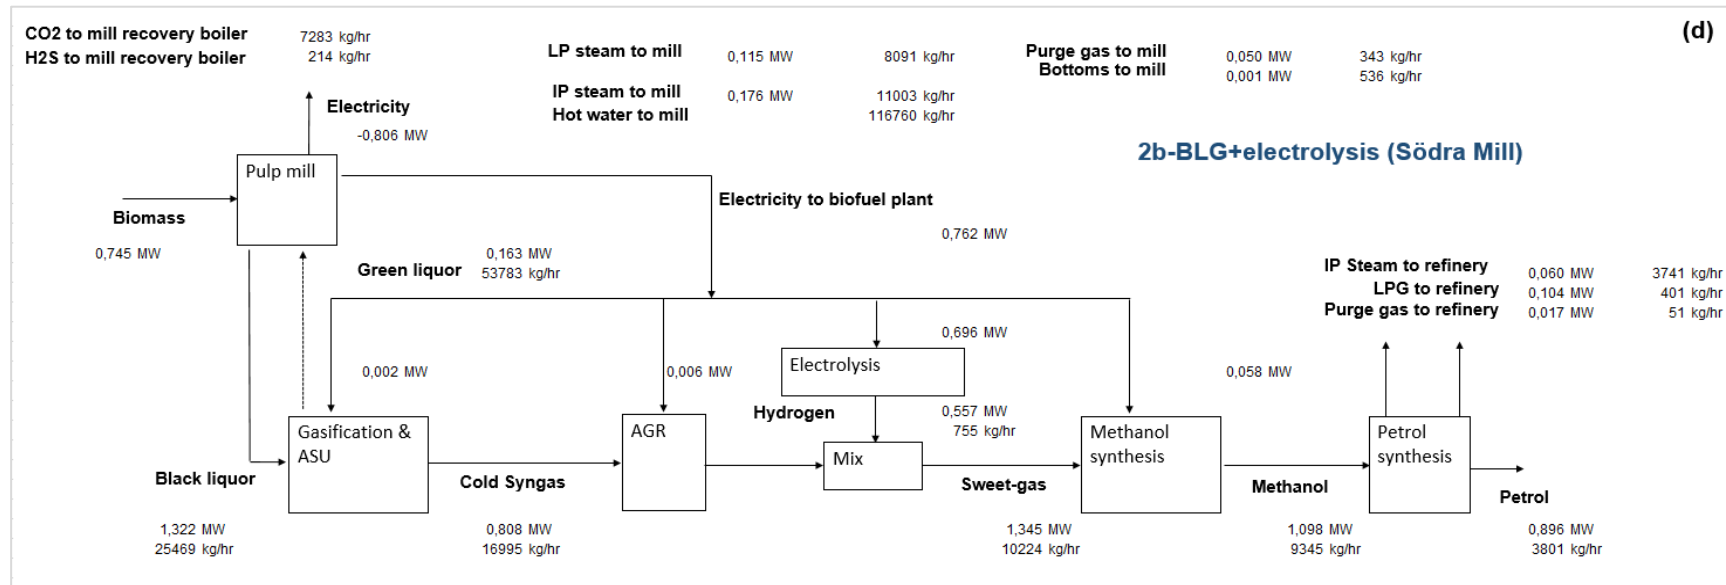 (d)
CO2 to mill recovery boiler 7283 kg/hr
H2S to mill recovery boiler 214 kg/hr
LP steam to mill 0,115 MW 8091 kg/hr
IP steam to mill 0,176 MW 11003 kg/hr
Hot water to mill 116760 kg/hr
Purge gas to mill 0,050 MW 343 kg/hr
Bottoms to mill 0,001 MW 536 kg/hr
Electricity
-0,806 MW
2b-BLG+electrolysis (Södra Mill)
Pulp mill
Biomass
0,745 MW
Electricity to biofuel plant
0,762 MW
Green liquor 0,163 MW
53783 kg/hr
IP Steam to refinery 0,060 MW 3741 kg/hr
LPG to refinery 0,104 MW 401 kg/hr
Purge gas to refinery 0,017 MW 51 kg/hr
0,696 MW
Electrolysis
0,002 MW
0,006 MW
0,058 MW
Hydrogen 0,557 MW
755 kg/hr
Gasification &
ASU
AGR
Mix
Methanol
synthesis
Petrol
synthesis
Black liquor
Cold Syngas
Sweet-gas
Methanol
Petrol
1,322 MW
25469 kg/hr
0,808 MW
16995 kg/hr
1,345 MW
10224 kg/hr
1,098 MW
9345 kg/hr
0,896 MW
3801 kg/hr